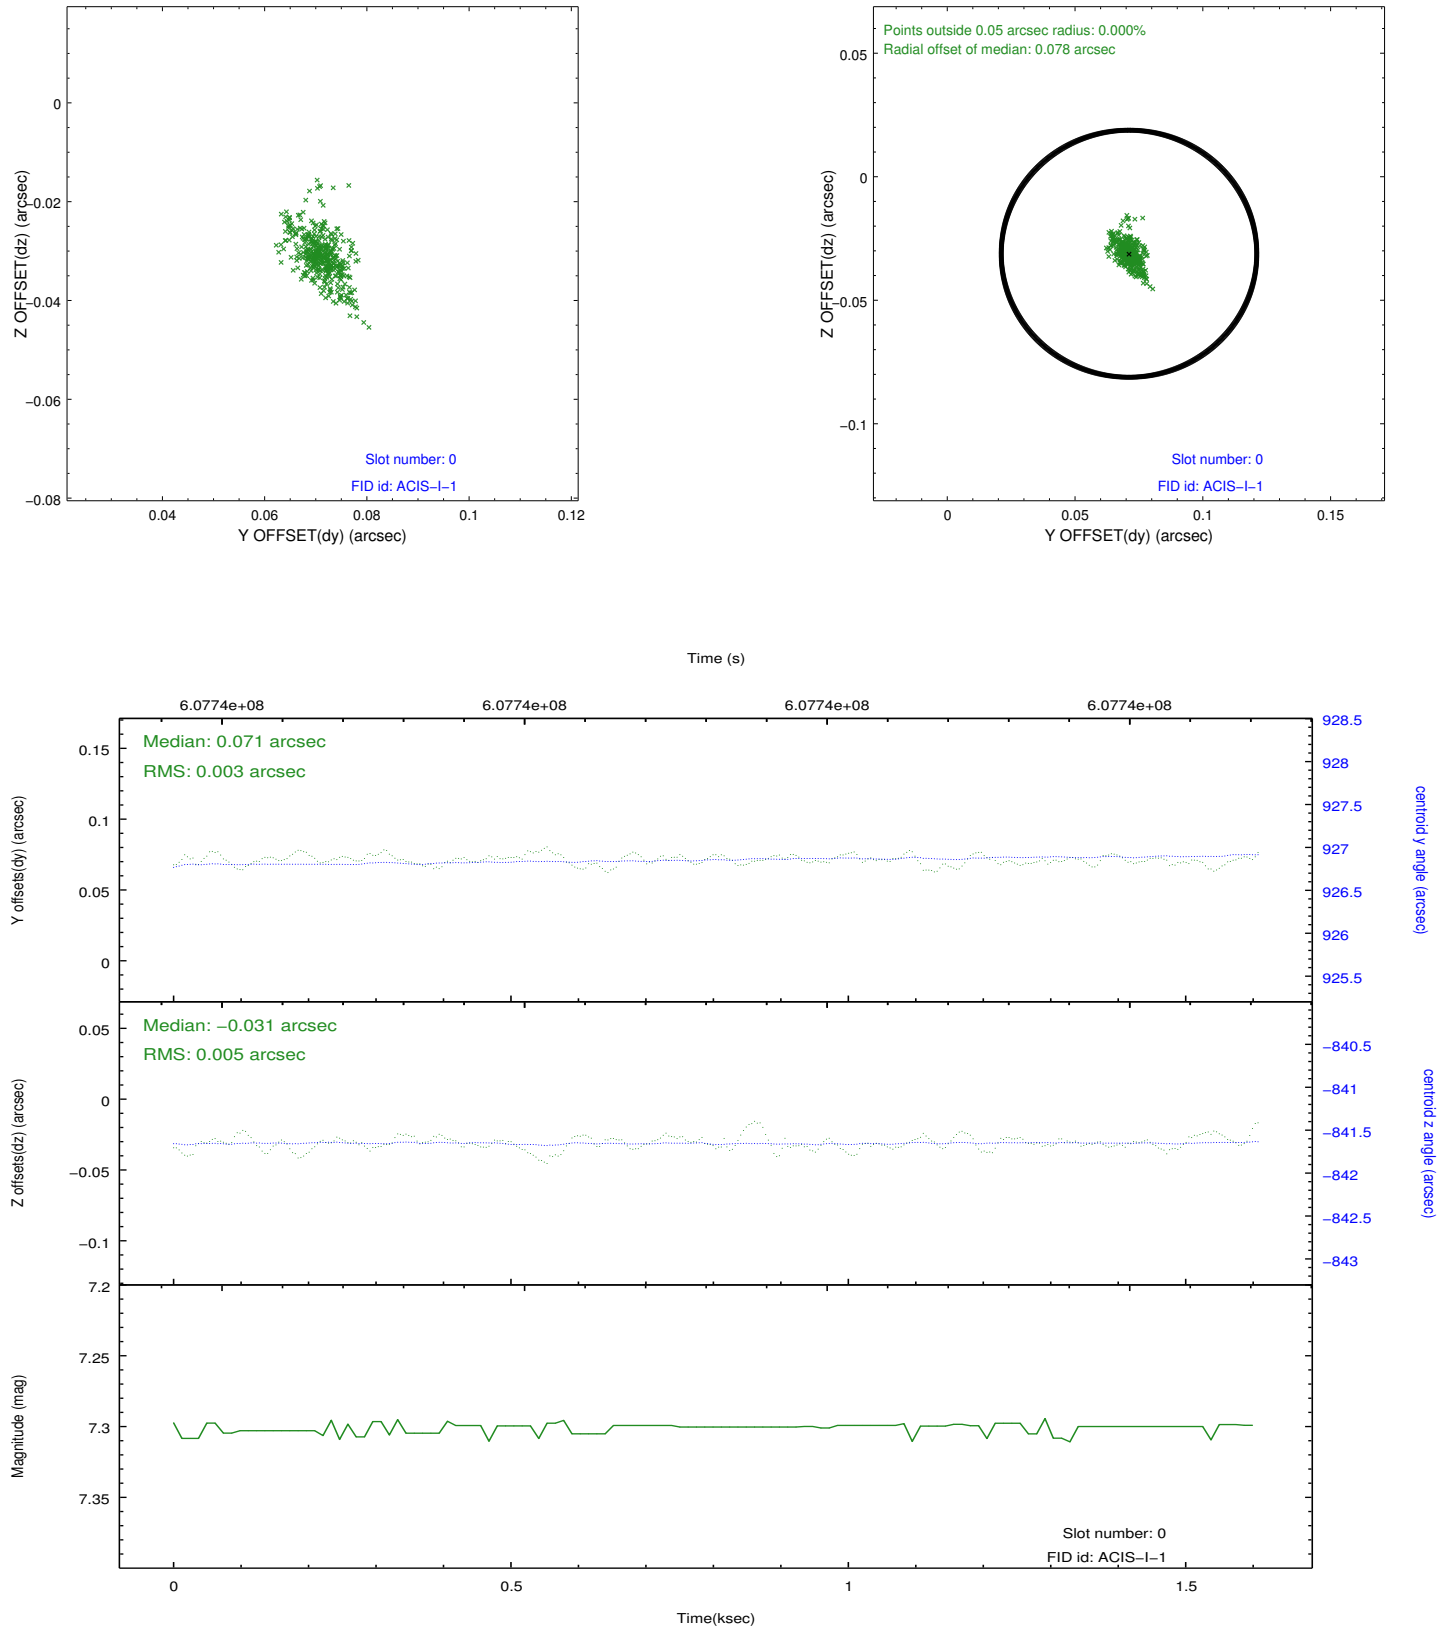 0
−0.02
−0.04
−0.06
−0.08
Z OFFSET(dz) (arcsec)
Slot number: 0
FID id: ACIS−I−1
0.04 0.06 0.08 0.1 0.12
Y OFFSET(dy) (arcsec)
Points outside 0.05 arcsec radius: 0.000%
Radial offset of median: 0.078 arcsec
0.05
0
−0.05
−0.1
Z OFFSET(dz) (arcsec)
Slot number: 0
FID id: ACIS−I−1
0 0.05 0.1 0.15
Y OFFSET(dy) (arcsec)
Time (s)
6.0774e+08 6.0774e+08 6.0774e+08 6.0774e+08
Median: 0.071 arcsec
RMS: 0.003 arcsec
0.15
0.1
0.05
0
Y offsets(dy) (arcsec)
928.5
928
927.5
927
926.5
926
925.5
centroid y angle (arcsec)
Median: −0.031 arcsec
RMS: 0.005 arcsec
0.05
0
−0.05
−0.1
Z offsets(dz) (arcsec)
−840.5
−841
−841.5
−842
−842.5
−843
centroid z angle (arcsec)
7.2
7.25
7.3
7.35
Magnitude (mag)
Slot number: 0
FID id: ACIS−I−1
0 0.5 1 1.5
Time(ksec)